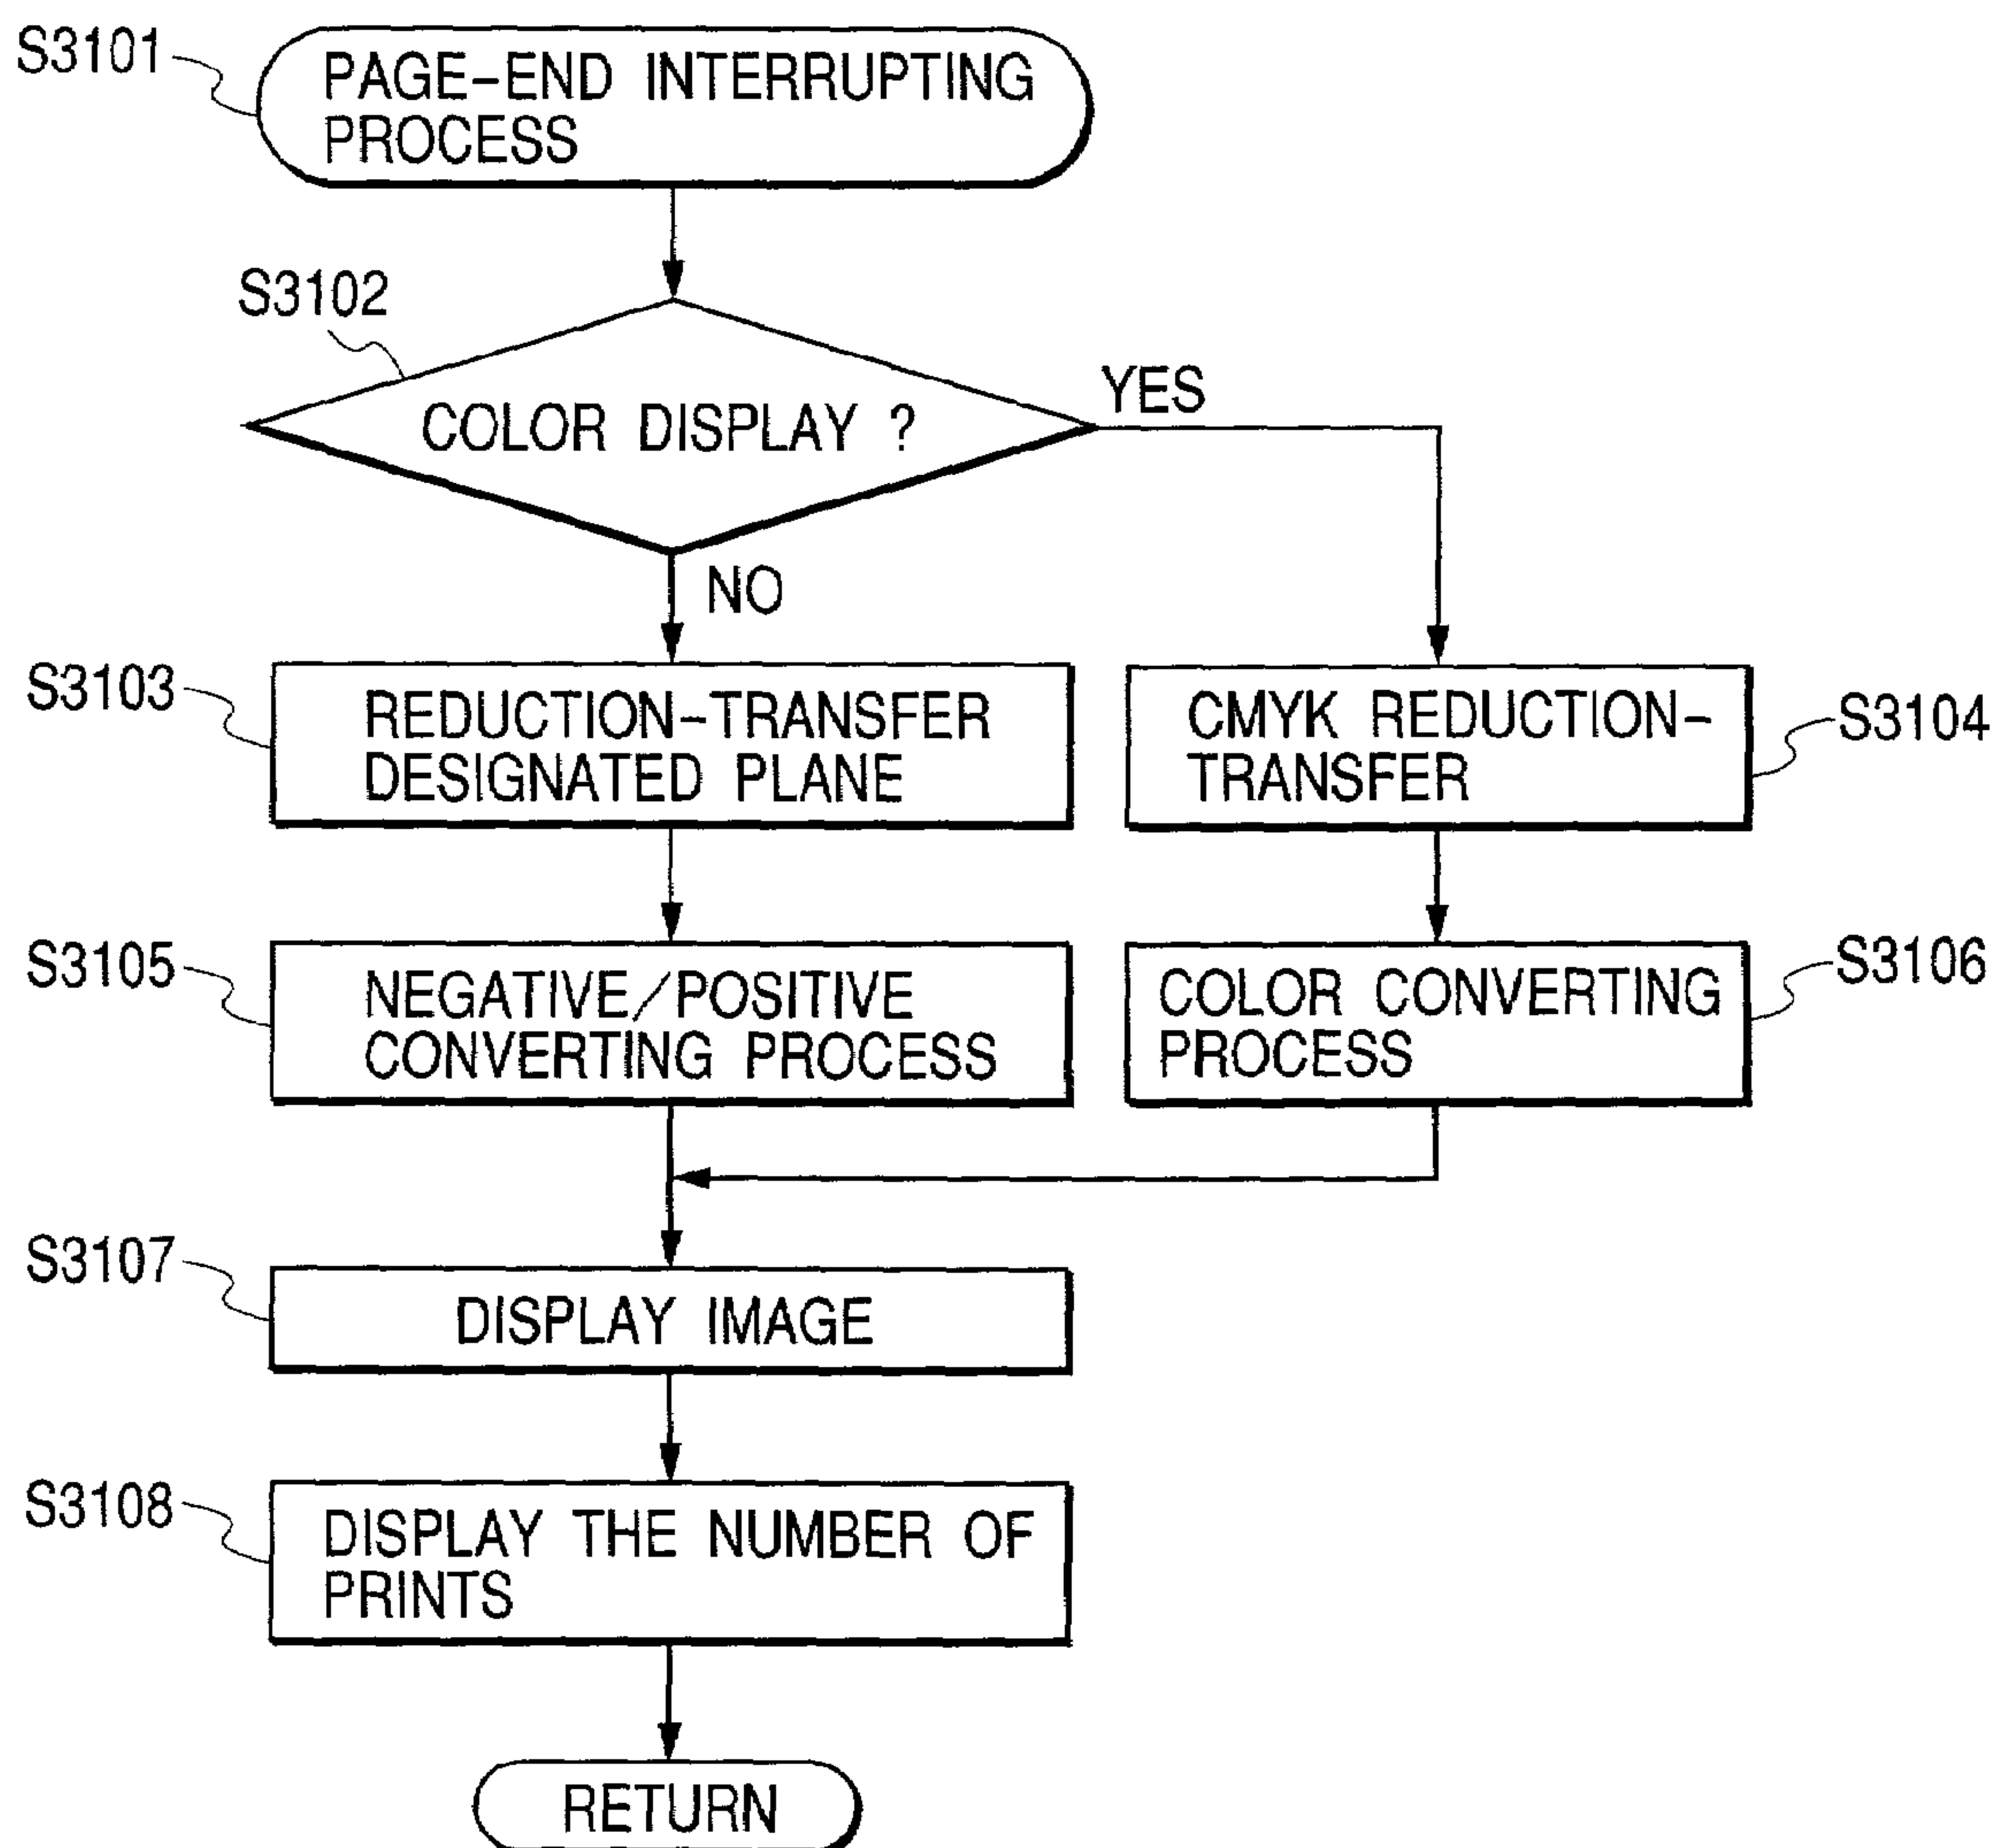 S3101
PAGE-END INTERRUPTING
PROCESS
S3102
COLOR DISPLAY ?
YES
NO
S3103
REDUCTION-TRANSFER
DESIGNATED PLANE
CMYK REDUCTION-
TRANSFER
S3104
S3105
NEGATIVE/POSITIVE
CONVERTING PROCESS
COLOR CONVERTING
PROCESS
S3106
S3107
DISPLAY IMAGE
S3108
DISPLAY THE NUMBER OF
PRINTS
RETURN